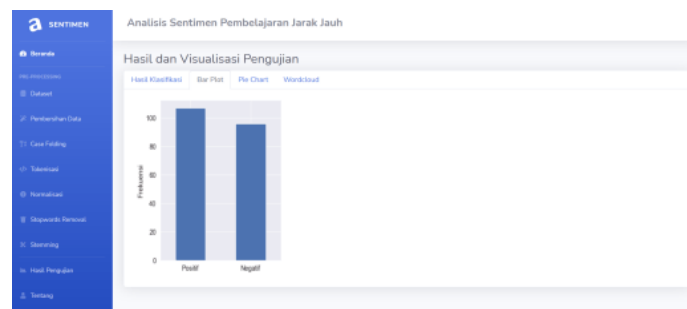 a SENTIMEN
Analisis Sentimen Pembelajaran Jarak Jauh
Beranda
Hasil dan Visualisasi Pengujian
PRE-PROCESSING
Hasil Klasifikasi Bar Plot Pie Chart Wordcloud
Dataset
Pembersihan Data
Case Folding
Tokenisasi
Normalisasi
Stopwords Removal
Stemming
Hasil Pengujian
Tentang
Frekuensi
100
80
60
40
20
0
Positif Negatif